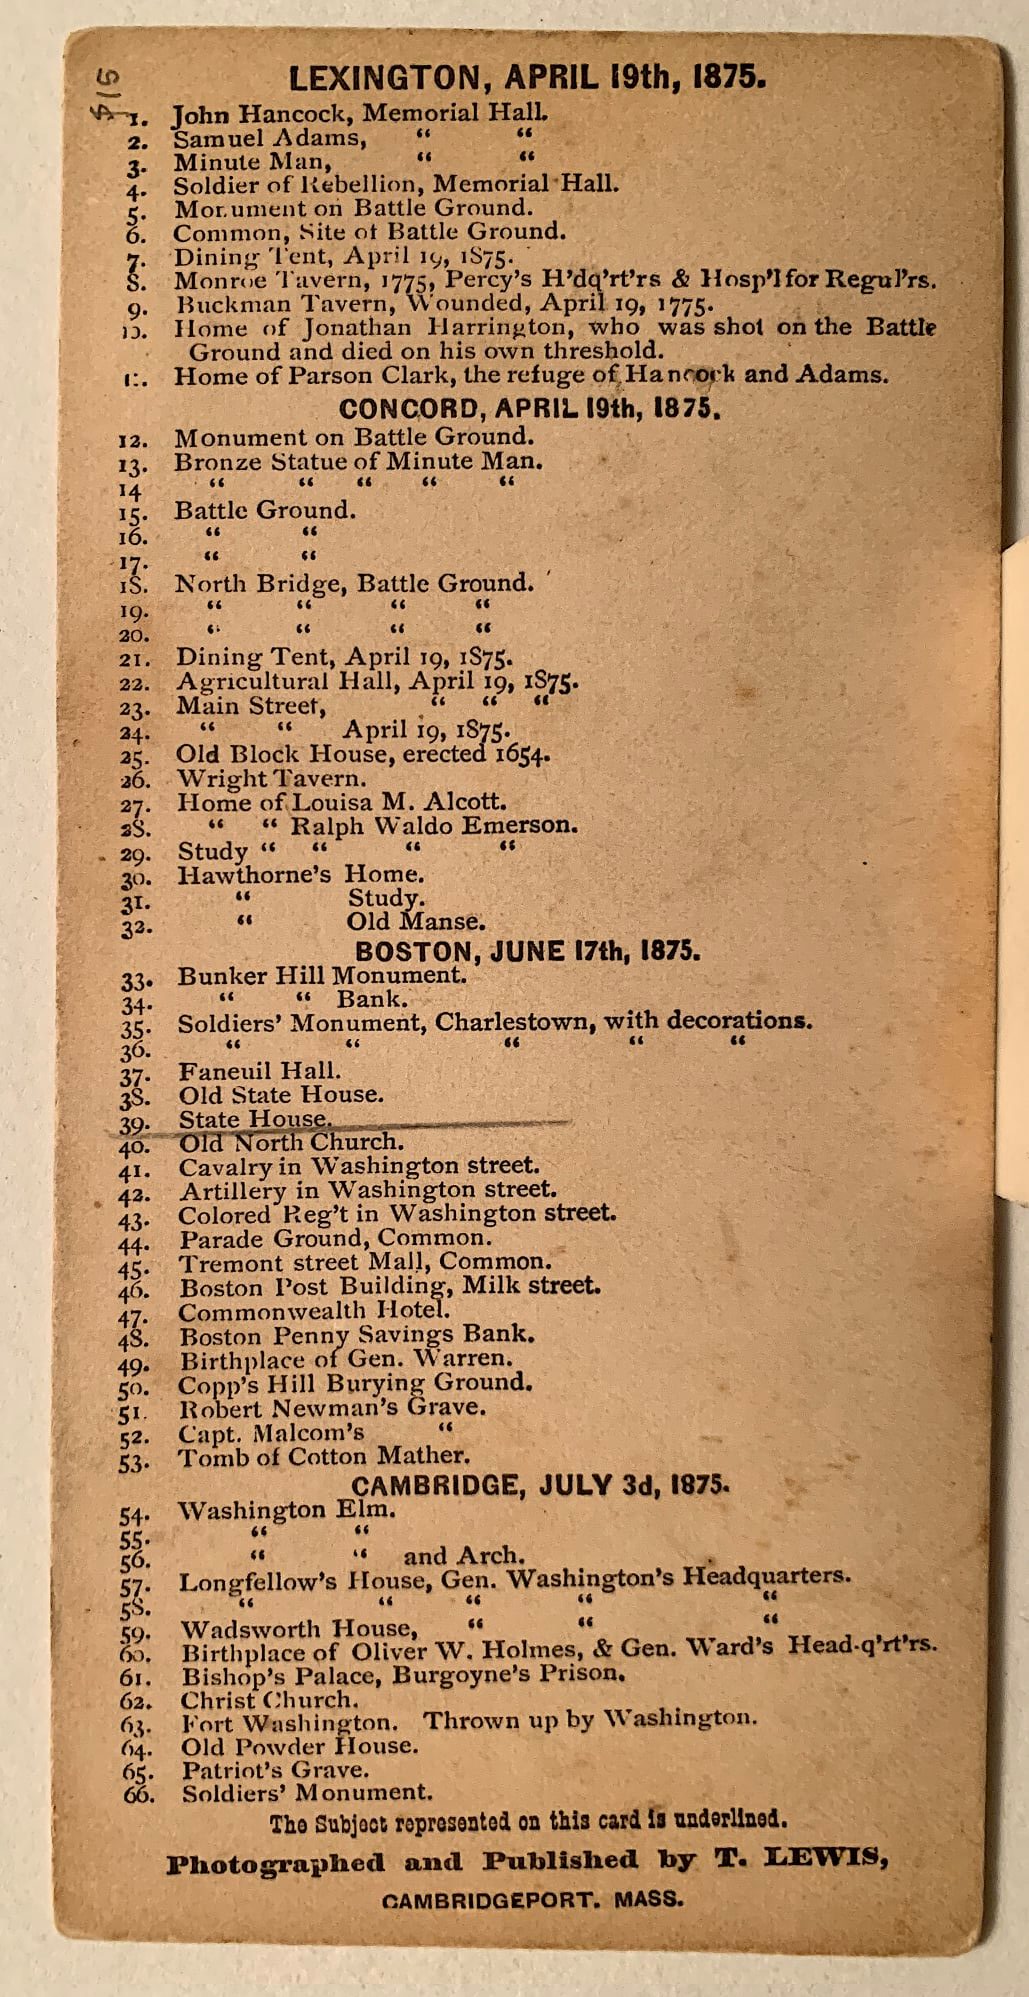 $15
LEXINGTON, APRIL 19th, 1875.
1. John Hancock, Memorial Hall.
2. Samuel Adams, “ “
3. Minute Man, “ “
4. Soldier of Rebellion, Memorial Hall.
5. Monument on Battle Ground.
6. Common, Site of Battle Ground.
7. Dining Tent, April 19, 1875.
8. Monroe Tavern, 1775, Percy's H'dq'rt'rs & Hosp'l for Regul'rs.
9. Buckman Tavern, Wounded, April 19, 1775.
10. Home of Jonathan Harrington, who was shot on the Battle
Ground and died on his own threshold.
11. Home of Parson Clark, the refuge of Hancock and Adams.
CONCORD, APRIL 19th, 1875.
12. Monument on Battle Ground.
13. Bronze Statue of Minute Man.
14 “ “ “ “ “
15. Battle Ground.
16. “ “
17. “ “
18. North Bridge, Battle Ground.
19. “ “ “ “
20. “ “ “ “
21. Dining Tent, April 19, 1875.
22. Agricultural Hall, April 19, 1875.
23. Main Street, “ “ “
24. “ “ April 19, 1875.
25. Old Block House, erected 1654.
26. Wright Tavern.
27. Home of Louisa M. Alcott.
28. “ “ Ralph Waldo Emerson.
29. Study “ “ “ “
30. Hawthorne's Home.
31. “ Study.
32. “ Old Manse.
BOSTON, JUNE 17th, 1875.
33. Bunker Hill Monument.
34. “ “ Bank.
35. Soldiers' Monument, Charlestown, with decorations.
36. “ “ “ “ “
37. Faneuil Hall.
38. Old State House.
39. State House.
40. Old North Church.
41. Cavalry in Washington street.
42. Artillery in Washington street.
43. Colored Reg't in Washington street.
44. Parade Ground, Common.
45. Tremont street Mall, Common.
46. Boston Post Building, Milk street.
47. Commonwealth Hotel.
48. Boston Penny Savings Bank.
49. Birthplace of Gen. Warren.
50. Copp's Hill Burying Ground.
51. Robert Newman's Grave.
52. Capt. Malcom's “
53. Tomb of Cotton Mather.
CAMBRIDGE, JULY 3d, 1875.
54. Washington Elm.
55. “ “
56. “ “ and Arch.
57. Longfellow's House, Gen. Washington's Headquarters.
58. “ “ “ “ “
59. Wadsworth House, “ “ “
60. Birthplace of Oliver W. Holmes, & Gen. Ward's Head-q'rt'rs.
61. Bishop's Palace, Burgoyne's Prison.
62. Christ Church.
63. Fort Washington. Thrown up by Washington.
64. Old Powder House.
65. Patriot's Grave.
66. Soldiers' Monument.
The Subject represented on this card is underlined.
Photographed and Published by T. LEWIS,
CAMBRIDGEPORT. MASS.